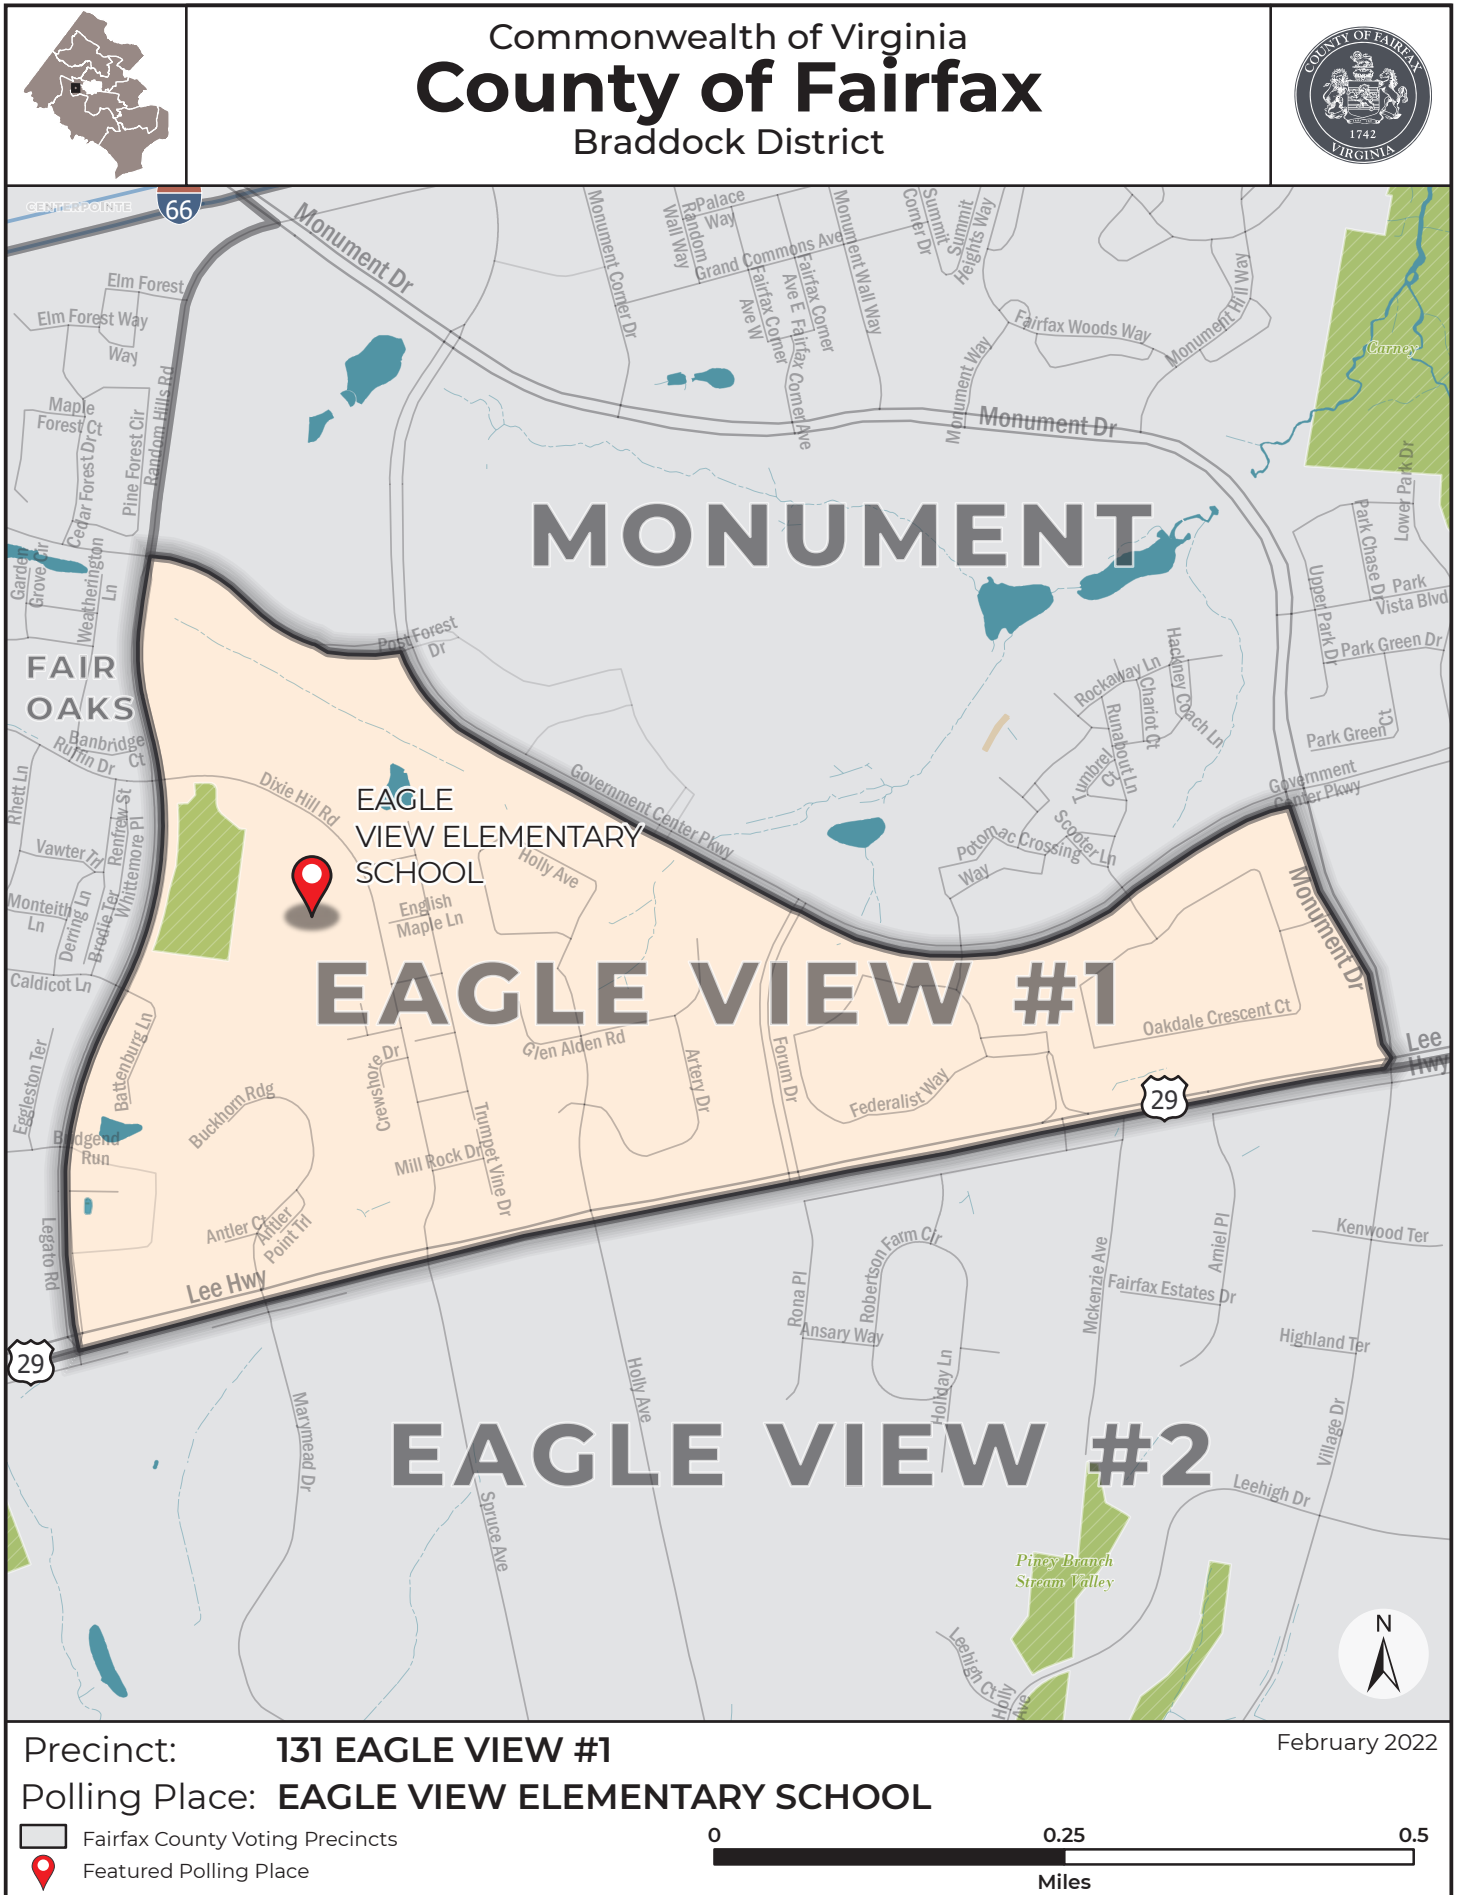 Commonwealth of Virginia
County of Fairfax
Braddock District
COUNTY OF FAIRFAX
1742
VIRGINIA
CENTERPOINTE
66
Monument Dr
Monument Corner Dr
Palace
Way
Random
Wall Way
Grand Commons Ave
Monument Wall Way
Summit
Corner Dr
Summit
Heights Way
Fairfax Corner
Ave W
Fairfax Corner
Ave E
Fairfax Corner Ave
Monument Way
Fairfax Woods Way
Monument Hill Way
Carney
Elm Forest
Elm Forest Way
Way
Maple
Forest Ct
Cedar Forest Dr
Pine Forest Cir
Random Hills Rd
Monument Dr
Lower Park Dr
Park Chase Dr
Upper Park Dr
Park
Vista Blvd
Park Green Dr
Park Green
Ct
MONUMENT
Garden
Grove Cir
Weatherington
Ln
FAIR
OAKS
Post Forest
Dr
Rockaway Ln
Hackney Coach Ln
Chariot Ct
Runabout Ln
Tumbrel
Ct
Scooter Ln
Potomac Crossing
Way
Government
Center Pkwy
Banbridge
Ct
Ruffin Dr
Rhett Ln
Renfrew St
Vawter Trl
Whittemore Pl
Monteith
Ln
Derring Ln
Brodie Ter
Caldicot Ln
Dixie Hill Rd
Government Center Pkwy
EAGLE
VIEW ELEMENTARY
SCHOOL
Holly Ave
English
Maple Ln
Monument Dr
EAGLE VIEW #1
Oakdale Crescent Ct
Lee
Hwy
Eggleston Ter
Battenburg Ln
Buckhorn Rdg
Crewshore Dr
Glen Alden Rd
Artery Dr
Forum Dr
Federalist Way
29
Run
Mill Rock Dr
Trumpet Vine Dr
Antler Ct
Antler
Point Trl
Legato Rd
Lee Hwy
29
Rona Pl
Robertson Farm Cir
Ansary Way
Holiday Ln
Mckenzie Ave
Amiel Pl
Fairfax Estates Dr
Kenwood Ter
Highland Ter
Village Dr
Marymead Dr
Holly Ave
Spruce Ave
EAGLE VIEW #2
Leehigh Dr
Piney Branch
Stream Valley
Leehigh Ct
Holly
Ave
N
Precinct: 131 EAGLE VIEW #1
February 2022
Polling Place: EAGLE VIEW ELEMENTARY SCHOOL
Fairfax County Voting Precincts
Featured Polling Place
0 0.25 0.5
Miles